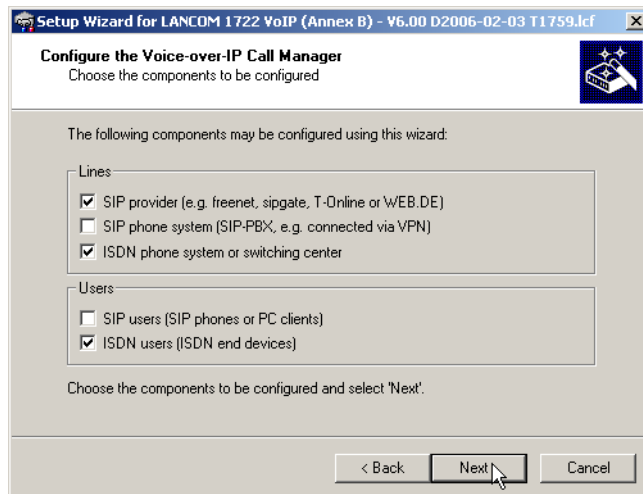 Setup Wizard for LANCOM 1722 VoIP (Annex B) - V6.00 D2006-02-03 T1759.lcf
Configure the Voice-over-IP Call Manager
Choose the components to be configured
The following components may be configured using this wizard:
Lines
SIP provider (e.g. freenet, sipgate, T-Online or WEB.DE)
SIP phone system (SIP-PBX, e.g. connected via VPN)
ISDN phone system or switching center
Users
SIP users (SIP phones or PC clients)
ISDN users (ISDN end devices)
Choose the components to be configured and select 'Next'.
< Back Next > Cancel